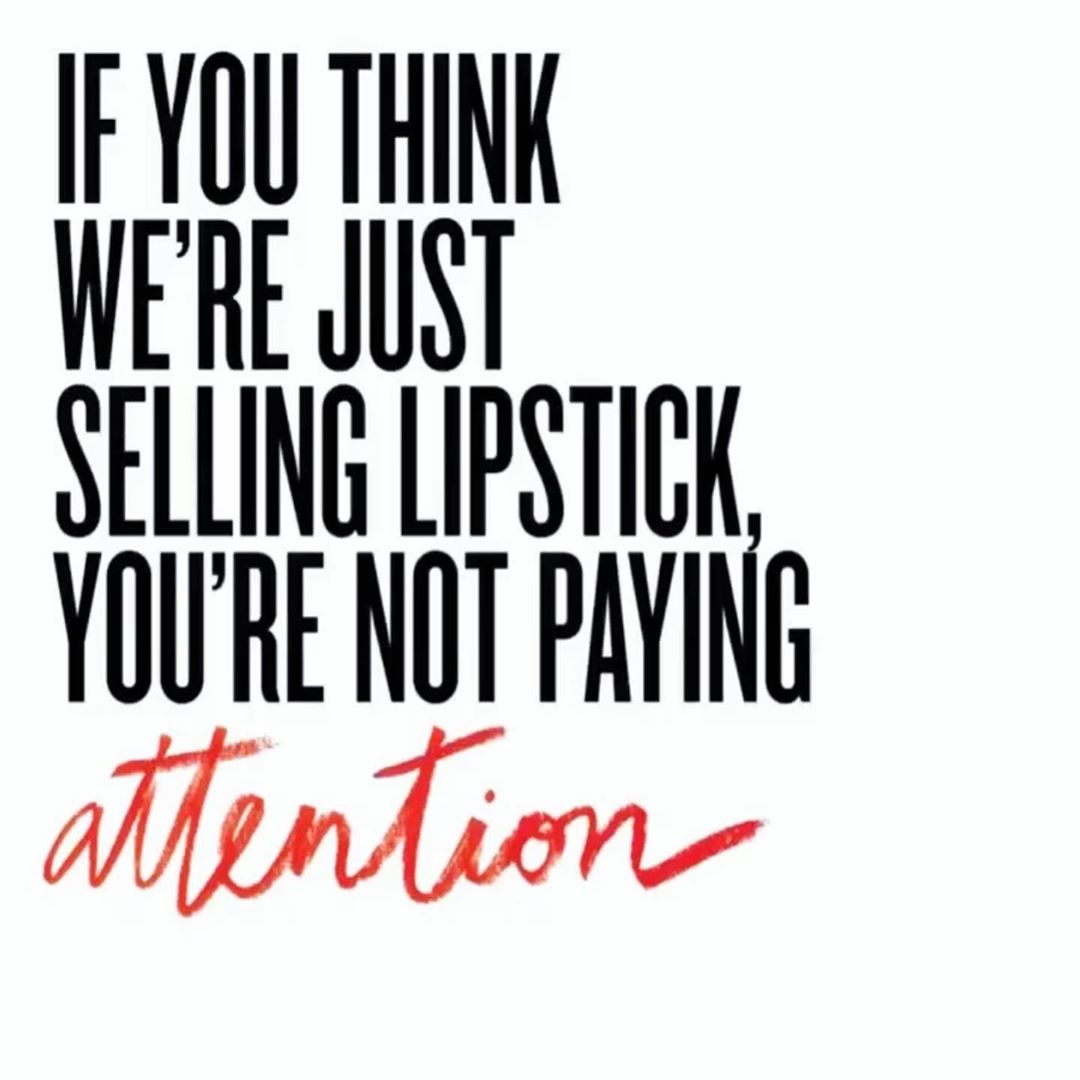 IF YOU THINK
WE'RE JUST
SELLING LIPSTICK,
YOU'RE NOT PAYING
attention